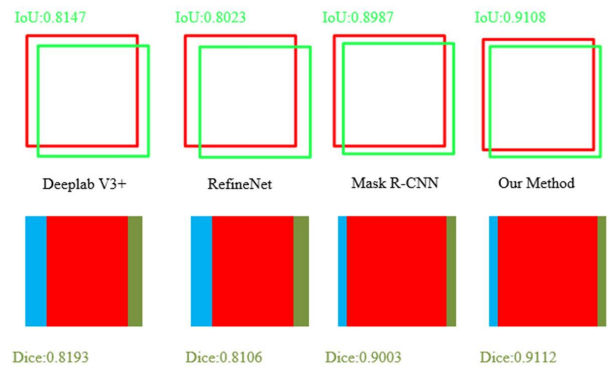 IoU:0.8147 IoU:0.8023 IoU:0.8987 IoU:0.9108
Deeplab V3+ RefineNet Mask R-CNN Our Method
Dice:0.8193 Dice:0.8106 Dice:0.9003 Dice:0.9112